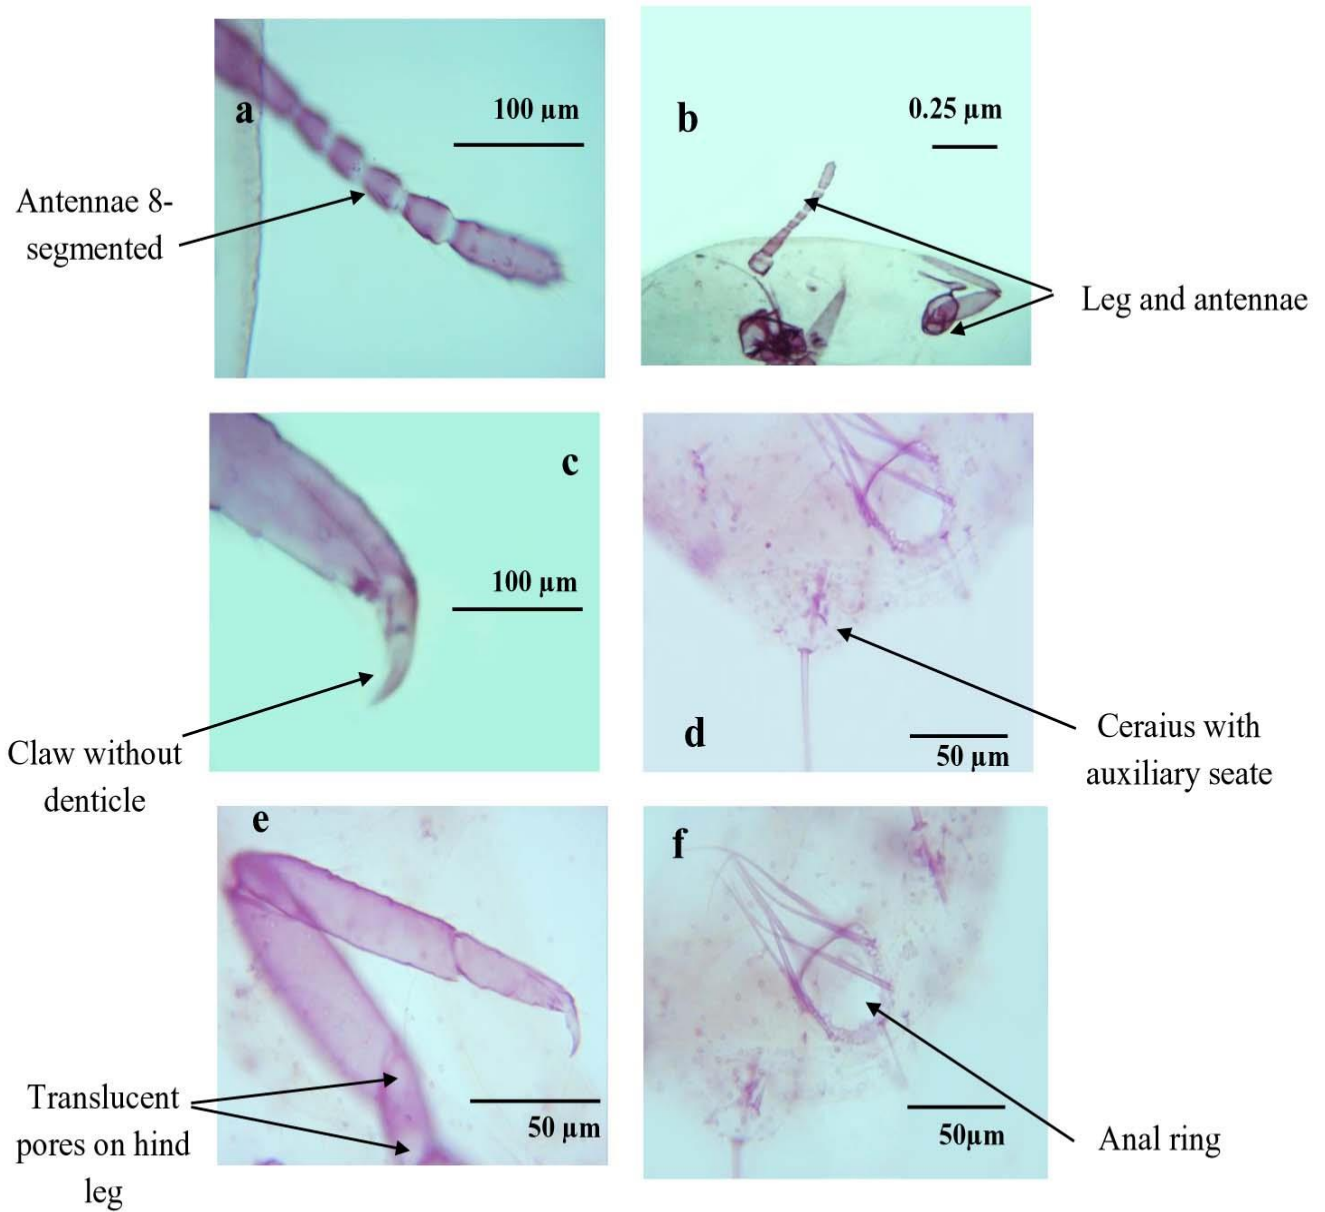 a
100 µm
Antennae 8-
segmented
b
0.25 µm
Leg and antennae
c
100 µm
Claw without
denticle
d
50 µm
Ceraius with
auxiliary seate
e
50 µm
Translucent
pores on hind
leg
f
50µm
Anal ring